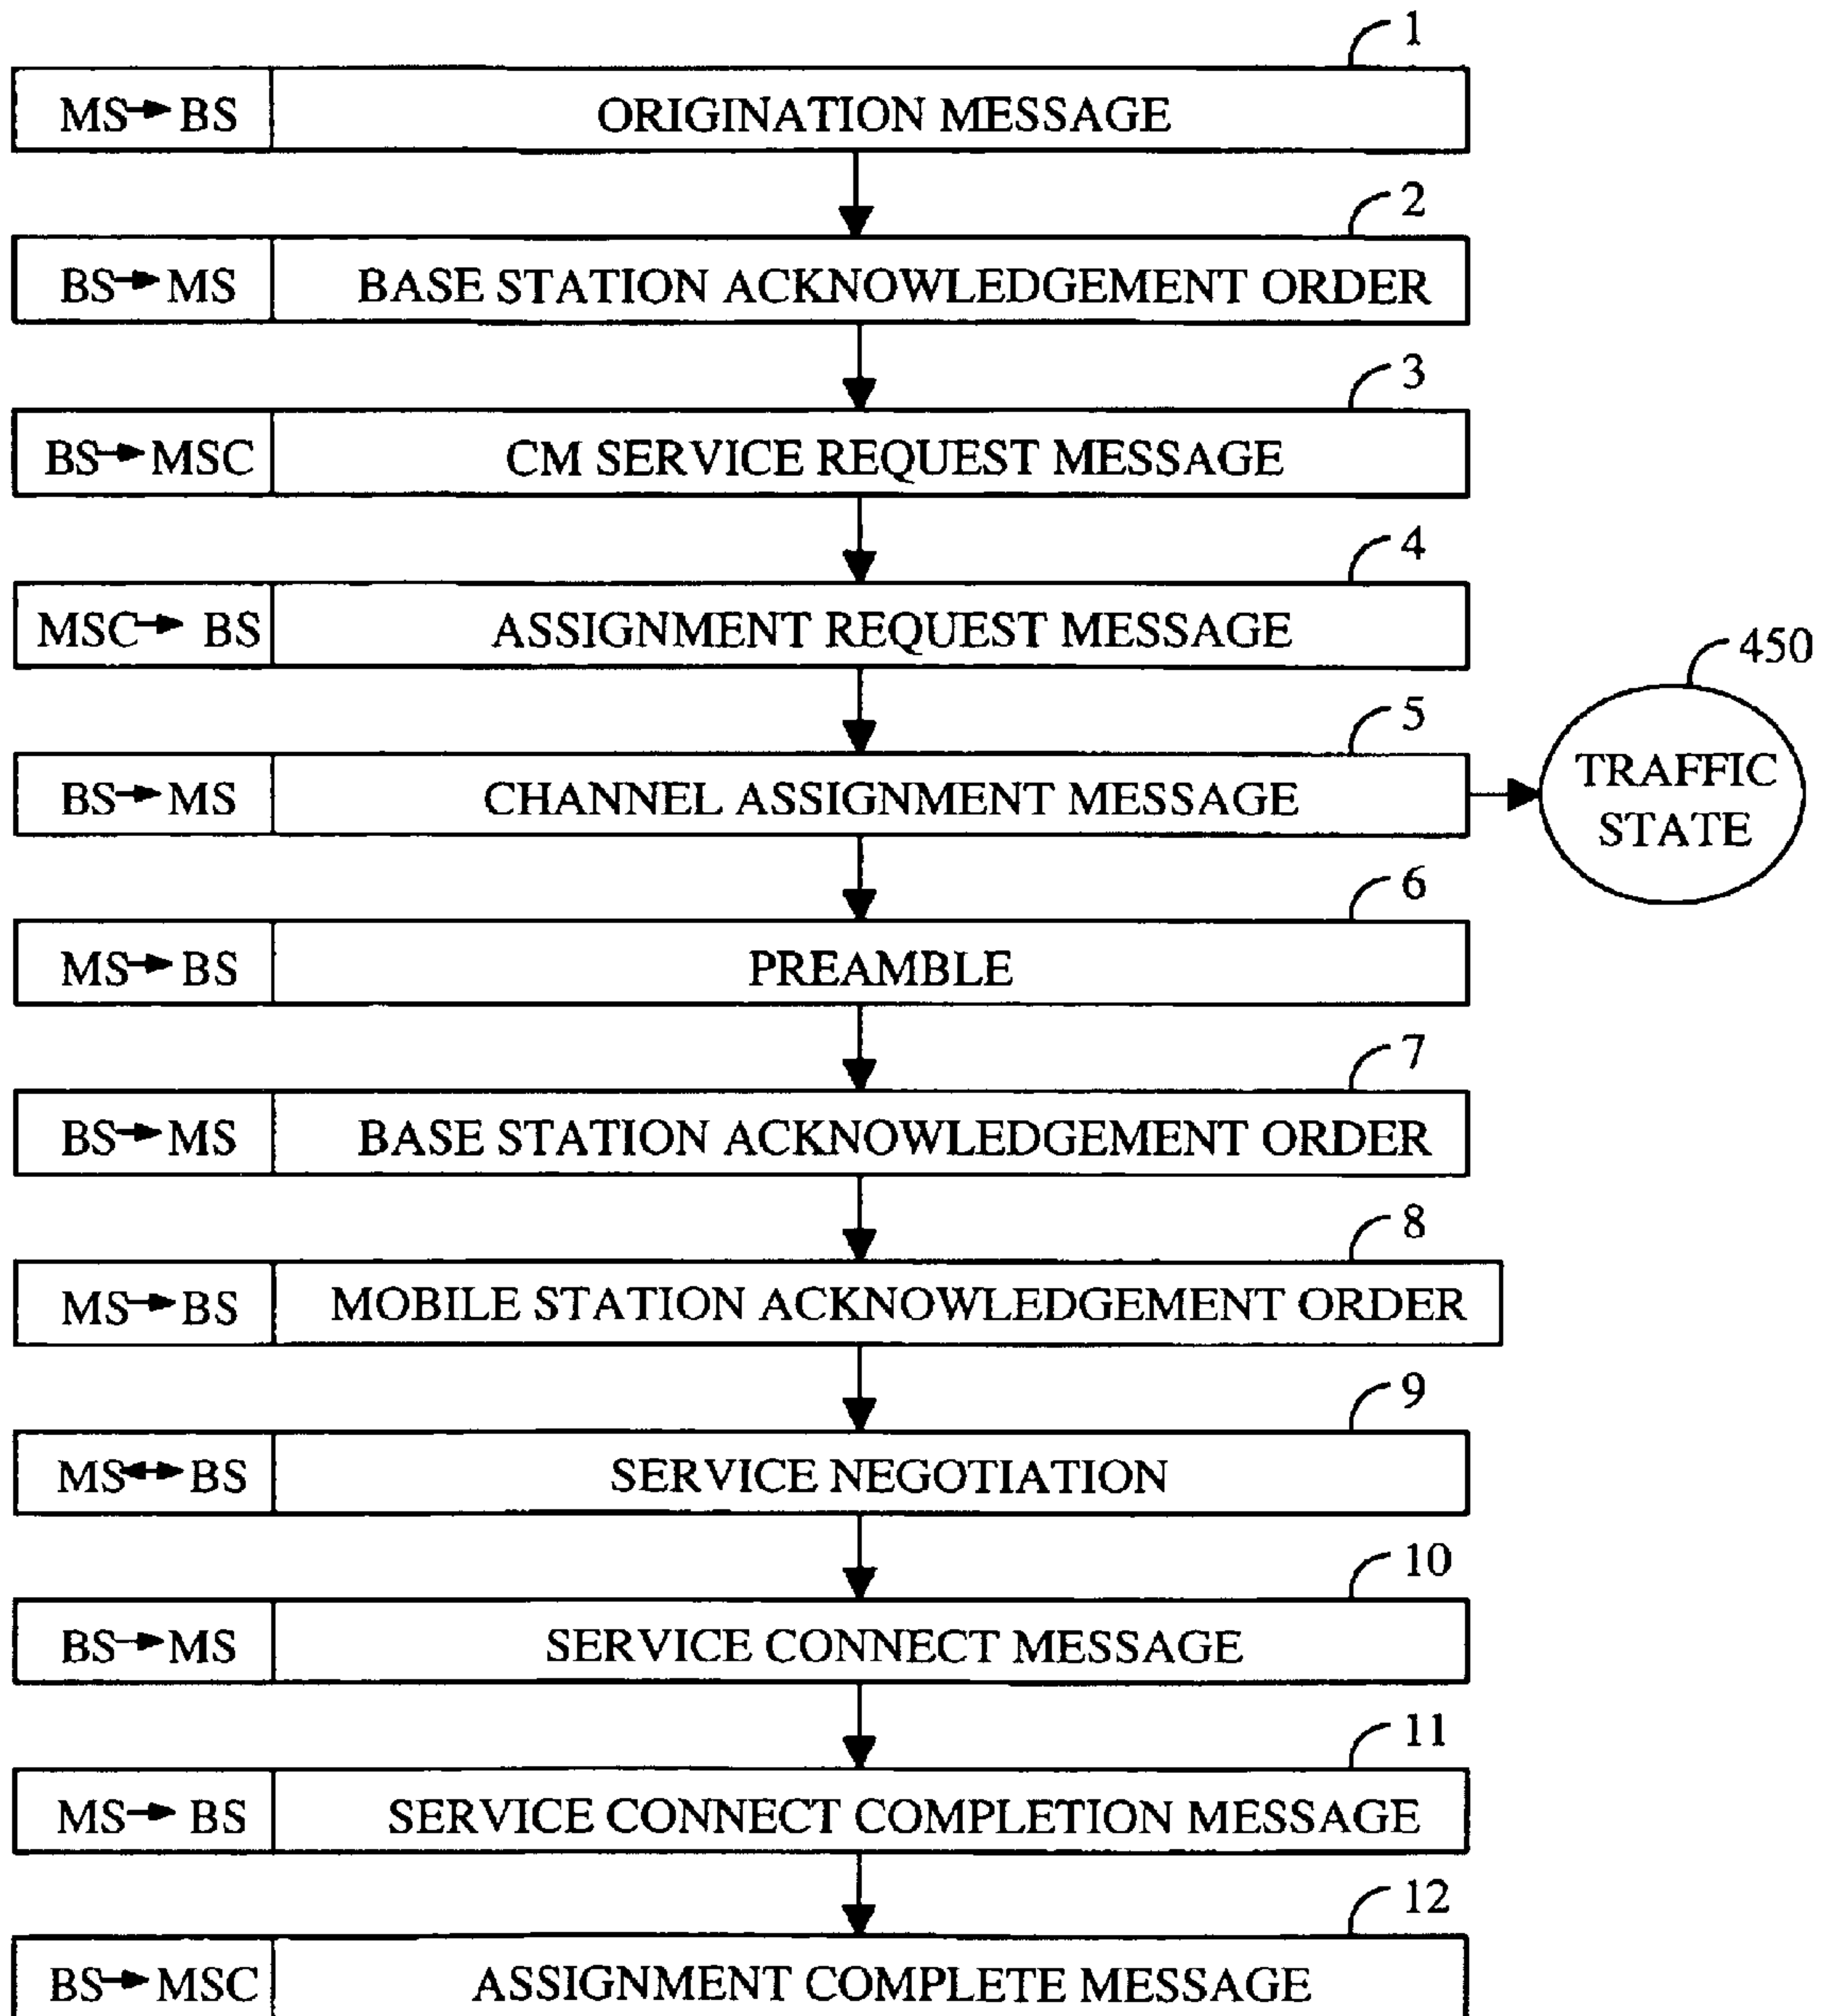 1
MS→BS ORIGINATION MESSAGE
2
BS→MS BASE STATION ACKNOWLEDGEMENT ORDER
3
BS→MSC CM SERVICE REQUEST MESSAGE
4
MSC→BS ASSIGNMENT REQUEST MESSAGE
450
TRAFFIC
STATE
5
BS→MS CHANNEL ASSIGNMENT MESSAGE
6
MS→BS PREAMBLE
7
BS→MS BASE STATION ACKNOWLEDGEMENT ORDER
8
MS→BS MOBILE STATION ACKNOWLEDGEMENT ORDER
9
MS↔BS SERVICE NEGOTIATION
10
BS→MS SERVICE CONNECT MESSAGE
11
MS→BS SERVICE CONNECT COMPLETION MESSAGE
12
BS→MSC ASSIGNMENT COMPLETE MESSAGE